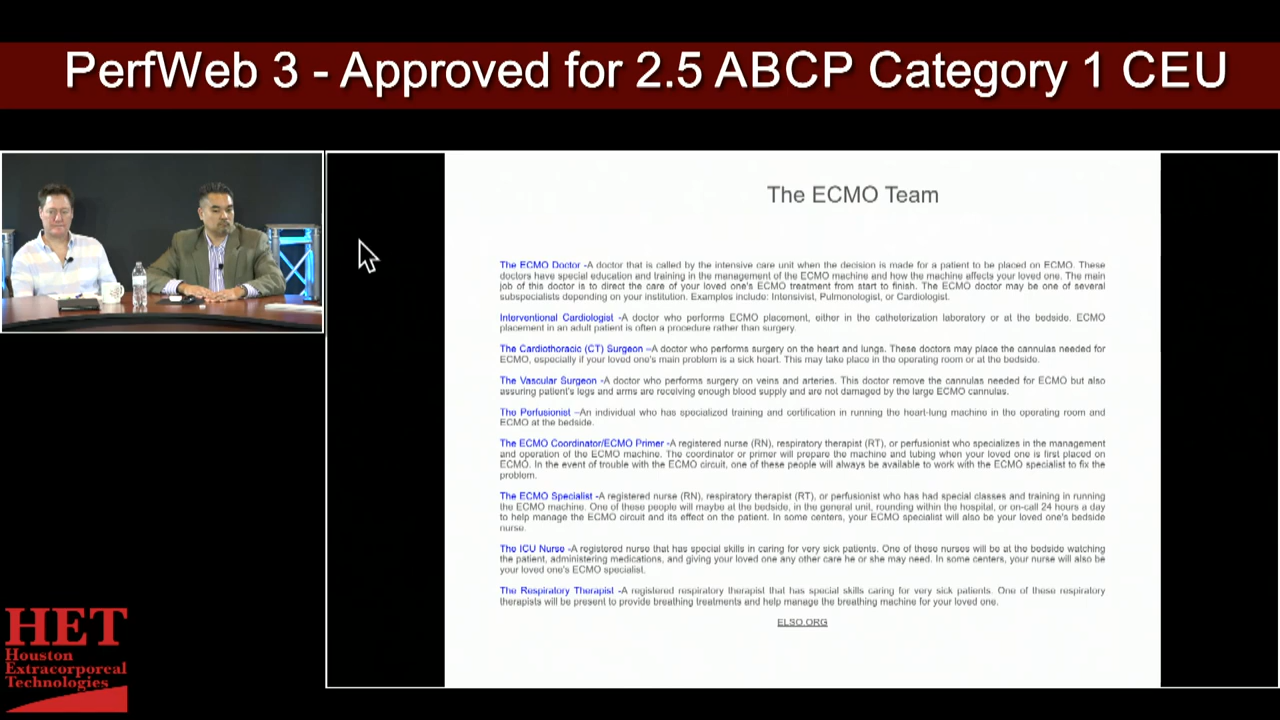 PerfWeb 3 - Approved for 2.5 ABCP Category 1 CEU
The ECMO Team
The ECMO Doctor -A doctor that is called by the intensive care unit when the decision is made for a patient to be placed on ECMO. These
doctors have special education and training in the management of the ECMO machine and how the machine affects your loved one. The main
job of this doctor is to direct the care of your loved one's ECMO treatment from start to finish. The ECMO doctor may be one of several
subspecialists depending on your institution. Examples include: Intensivist, Pulmonologist, or Cardiologist.
Interventional Cardiologist -A doctor who performs ECMO placement, either in the catheterization laboratory or at the bedside. ECMO
placement in an adult patient is often a procedure rather than surgery.
The Cardiothoracic (CT) Surgeon –A doctor who performs surgery on the heart and lungs. These doctors may place the cannulas needed for
ECMO, especially if your loved one's main problem is a sick heart. This may take place in the operating room or at the bedside.
The Vascular Surgeon -A doctor who performs surgery on veins and arteries. This doctor remove the cannulas needed for ECMO but also
assuring patient's legs and arms are receiving enough blood supply and are not damaged by the large ECMO cannulas.
The Perfusionist –An individual who has specialized training and certification in running the heart-lung machine in the operating room and
ECMO at the bedside.
The ECMO Coordinator/ECMO Primer -A registered nurse (RN), respiratory therapist (RT), or perfusionist who specializes in the management
and operation of the ECMO machine. The coordinator or primer will prepare the machine and tubing when your loved one is first placed on
ECMO. In the event of trouble with the ECMO circuit, one of these people will always be available to work with the ECMO specialist to fix the
problem.
The ECMO Specialist -A registered nurse (RN), respiratory therapist (RT), or perfusionist who has had special classes and training in running
the ECMO machine. One of these people will maybe at the bedside, in the general unit, rounding within the hospital, or on-call 24 hours a day
to help manage the ECMO circuit and its effect on the patient. In some centers, your ECMO specialist will also be your loved one's bedside
nurse.
The ICU Nurse -A registered nurse that has special skills in caring for very sick patients. One of these nurses will be at the bedside watching
the patient, administering medications, and giving your loved one any other care he or she may need. In some centers, your nurse will also be
your loved one's ECMO specialist.
The Respiratory Therapist -A registered respiratory therapist that has special skills caring for very sick patients. One of these respiratory
therapists will be present to provide breathing treatments and help manage the breathing machine for your loved one.
ELSO.ORG
HET
Houston
Extracorporeal
Technologies